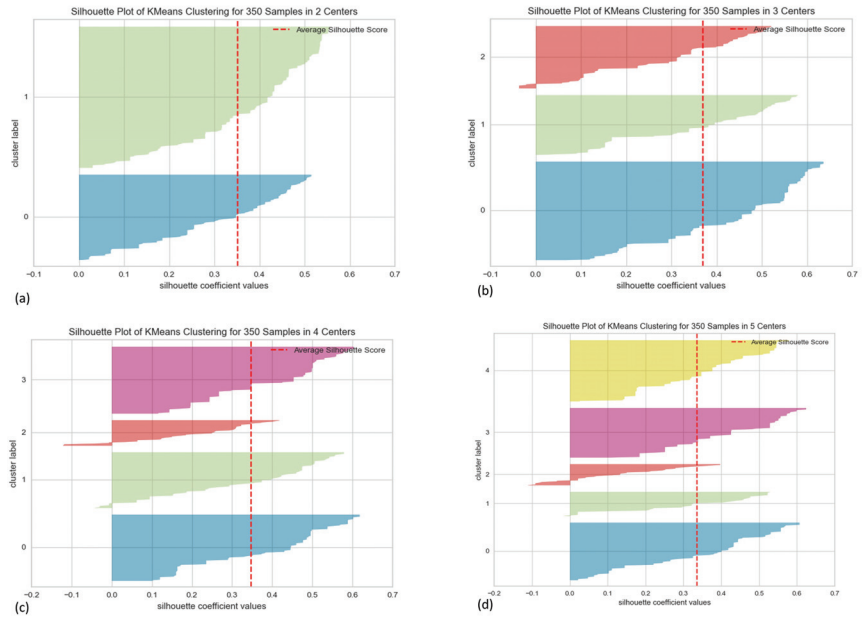 Silhouette Plot of KMeans Clustering for 350 Samples in 2 Centers
Average Silhouette Score
1
0
cluster label
−0.1 0.0 0.1 0.2 0.3 0.4 0.5 0.6 0.7
silhouette coefficient values
(a)
Silhouette Plot of KMeans Clustering for 350 Samples in 3 Centers
Average Silhouette Score
2
1
0
cluster label
−0.1 0.0 0.1 0.2 0.3 0.4 0.5 0.6 0.7
silhouette coefficient values
(b)
Silhouette Plot of KMeans Clustering for 350 Samples in 4 Centers
Average Silhouette Score
3
2
1
0
cluster label
−0.2 −0.1 0.0 0.1 0.2 0.3 0.4 0.5 0.6 0.7
silhouette coefficient values
(c)
Silhouette Plot of KMeans Clustering for 350 Samples in 5 Centers
Average Silhouette Score
4
3
2
1
0
cluster label
−0.2 −0.1 0.0 0.1 0.2 0.3 0.4 0.5 0.6 0.7
silhouette coefficient values
(d)